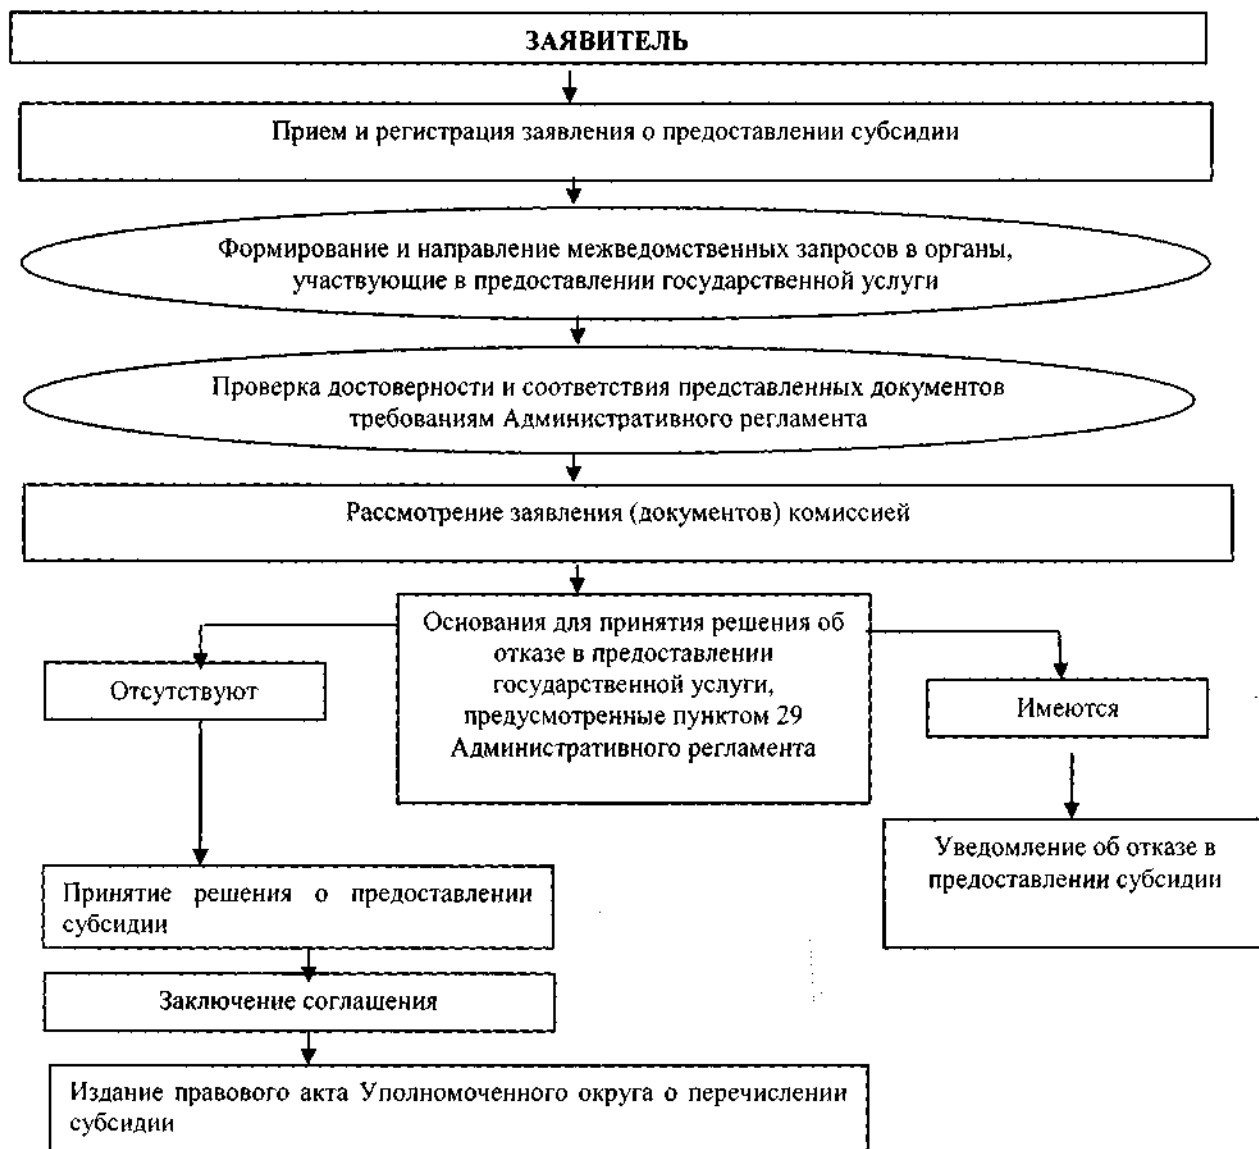 ЗАЯВИТЕЛЬ
Прием и регистрация заявления о предоставлении субсидии
Формирование и направление межведомственных запросов в органы,
участвующие в предоставлении государственной услуги
Проверка достоверности и соответствия представленных документов
требованиям Административного регламента
Рассмотрение заявления (документов) комиссией
Основания для принятия решения об
отказе в предоставлении
государственной услуги,
предусмотренные пунктом 29
Административного регламента
Отсутствуют
Имеются
Уведомление об отказе в
предоставлении субсидии
Принятие решения о предоставлении
субсидии
Заключение соглашения
Издание правового акта Уполномоченного округа о перечислении
субсидии